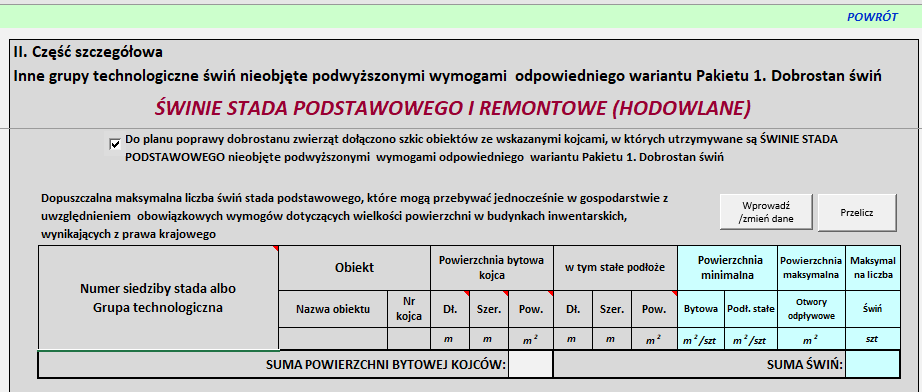 POWRÓT
II. Część szczegółowa
Inne grupy technologiczne świń nieobjęte podwyższonymi wymogami odpowiedniego wariantu Pakietu 1. Dobrostan świń
ŚWINIE STADA PODSTAWOWEGO I REMONTOWE (HODOWLANE)
Do planu poprawy dobrostanu zwierząt dołączono szkic obiektów ze wskazanymi kojcami, w których utrzymywane są ŚWINIE STADA
PODSTAWOWEGO nieobjęte podwyższonymi wymogami odpowiedniego wariantu Pakietu 1. Dobrostan świń
Dopuszczalna maksymalna liczba świń stada podstawowego, które mogą przebywać jednocześnie w gospodarstwie z
uwzględnieniem obowiązkowych wymogów dotyczących wielkości powierzchni w budynkach inwentarskich,
wynikających z prawa krajowego
Wprowadź
/zmień dane
Przelicz
Numer siedziby stada albo
Grupa technologiczna
Obiekt
Powierzchnia bytowa
kojca
w tym stałe podłoże
Powierzchnia
minimalna
Powierzchnia
maksymalna
Maksymal
na liczba
Nazwa obiektu
Nr
kojca
Dł.
Szer.
Pow.
Dł.
Szer.
Pow.
Bytowa
Podł. stałe
Otwory
odpływowe
Świń
m
m
m²
m
m
m²
m²/szt
m²/szt
m²
szt
SUMA POWIERZCHNI BYTOWEJ KOJCÓW:
SUMA ŚWIŃ: